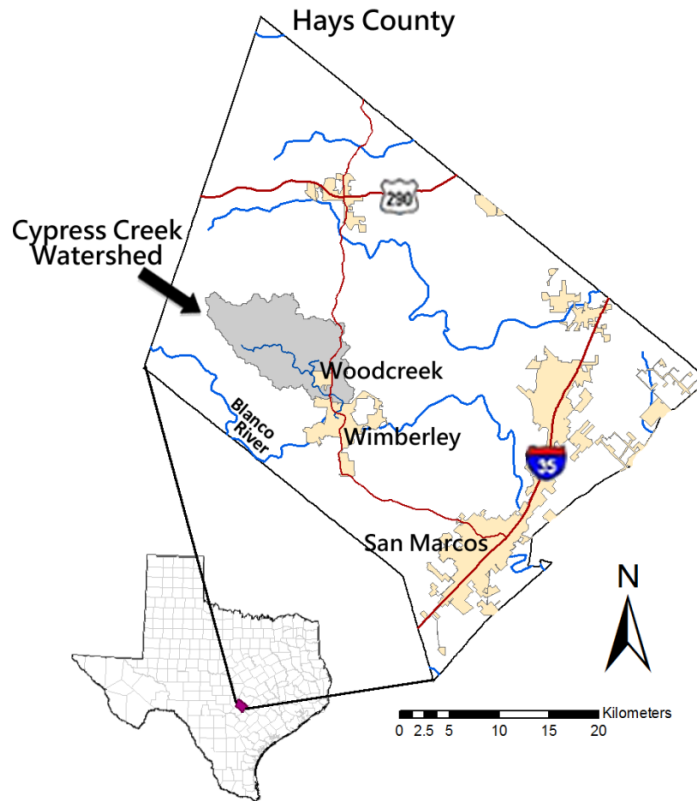 Hays County
290
Cypress Creek
Watershed
Woodcreek
Blanco
River
Wimberley
35
San Marcos
N
Kilometers
0 2.5 5 10 15 20